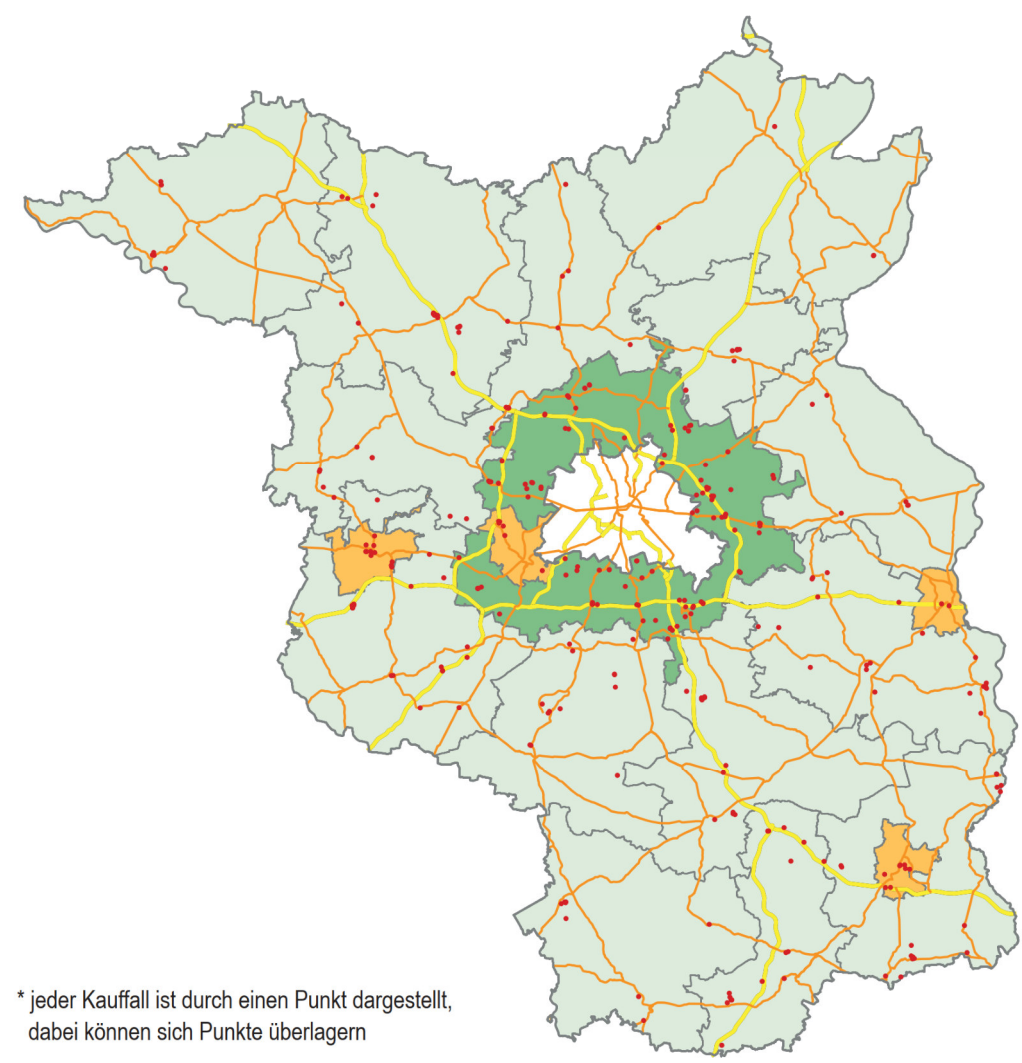 * jeder Kauffall ist durch einen Punkt dargestellt,
dabei können sich Punkte überlagern